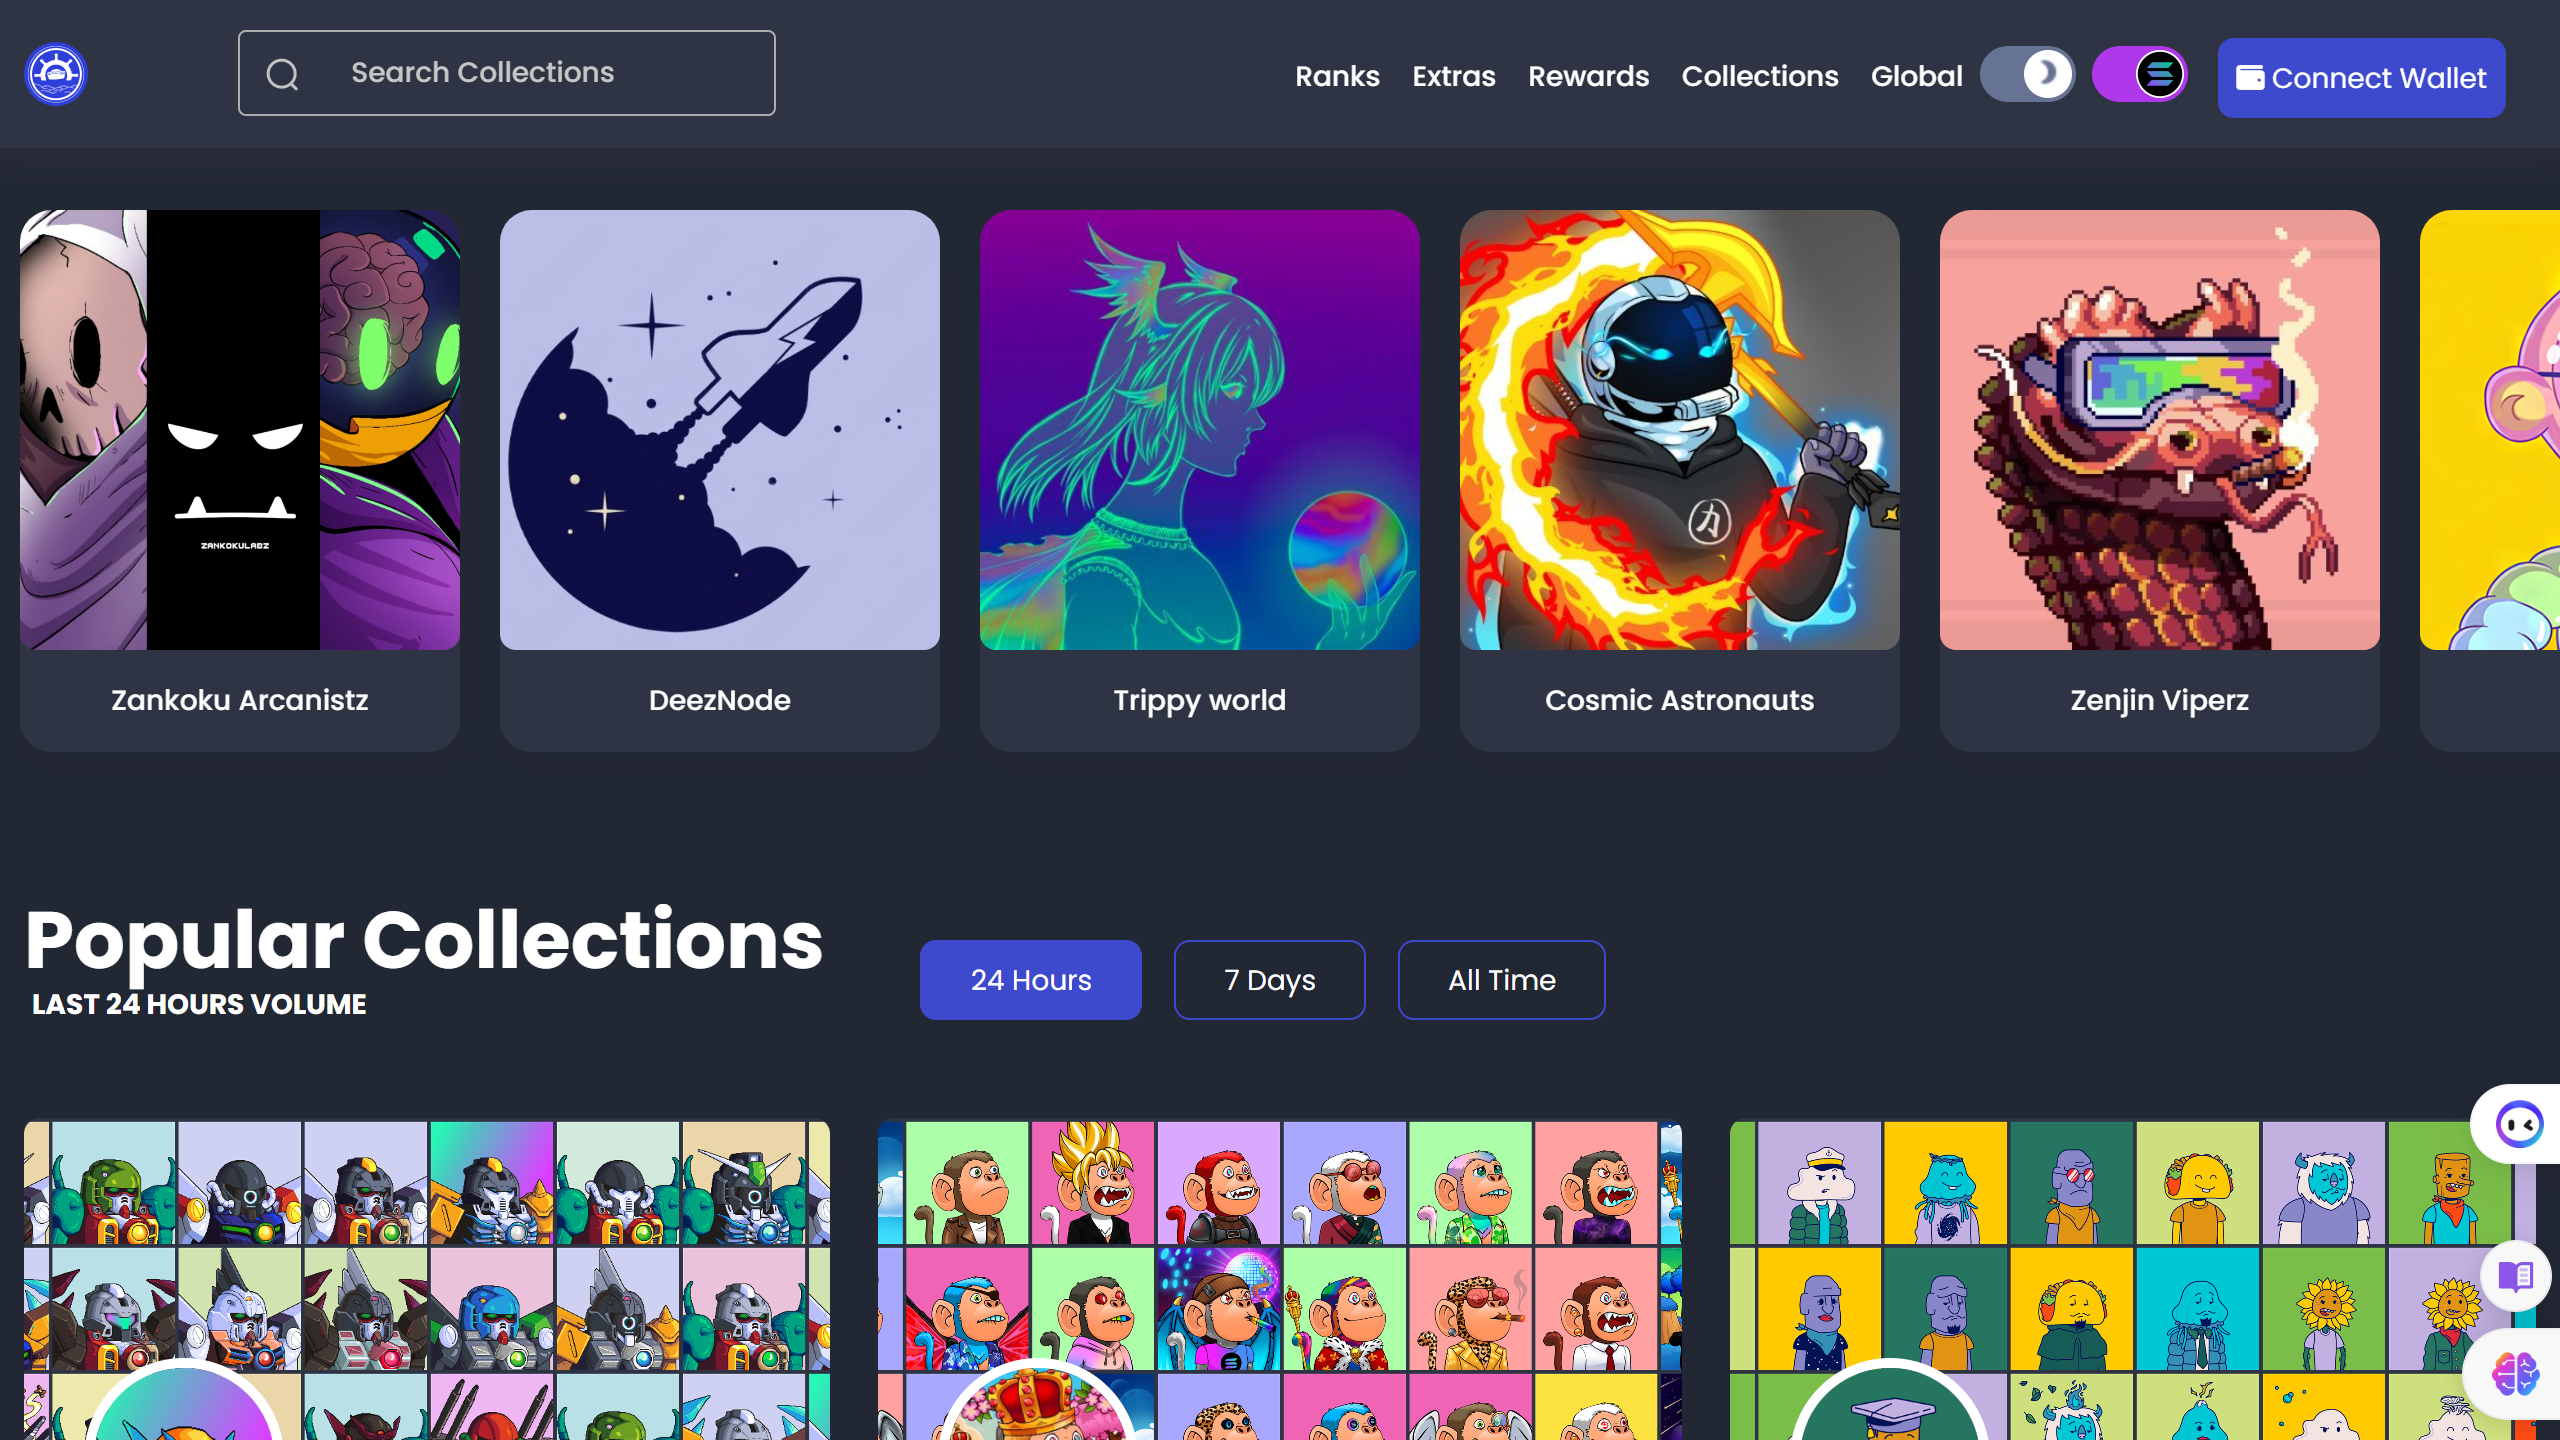 Search Collections
Ranks
Extras
Rewards
Collections
Global
Connect Wallet
ZANKOKULABZ
Zankoku Arcanistz
DeezNode
Trippy world
Cosmic Astronauts
Zenjin Viperz
Popular Collections
LAST 24 HOURS VOLUME
24 Hours
7 Days
All Time